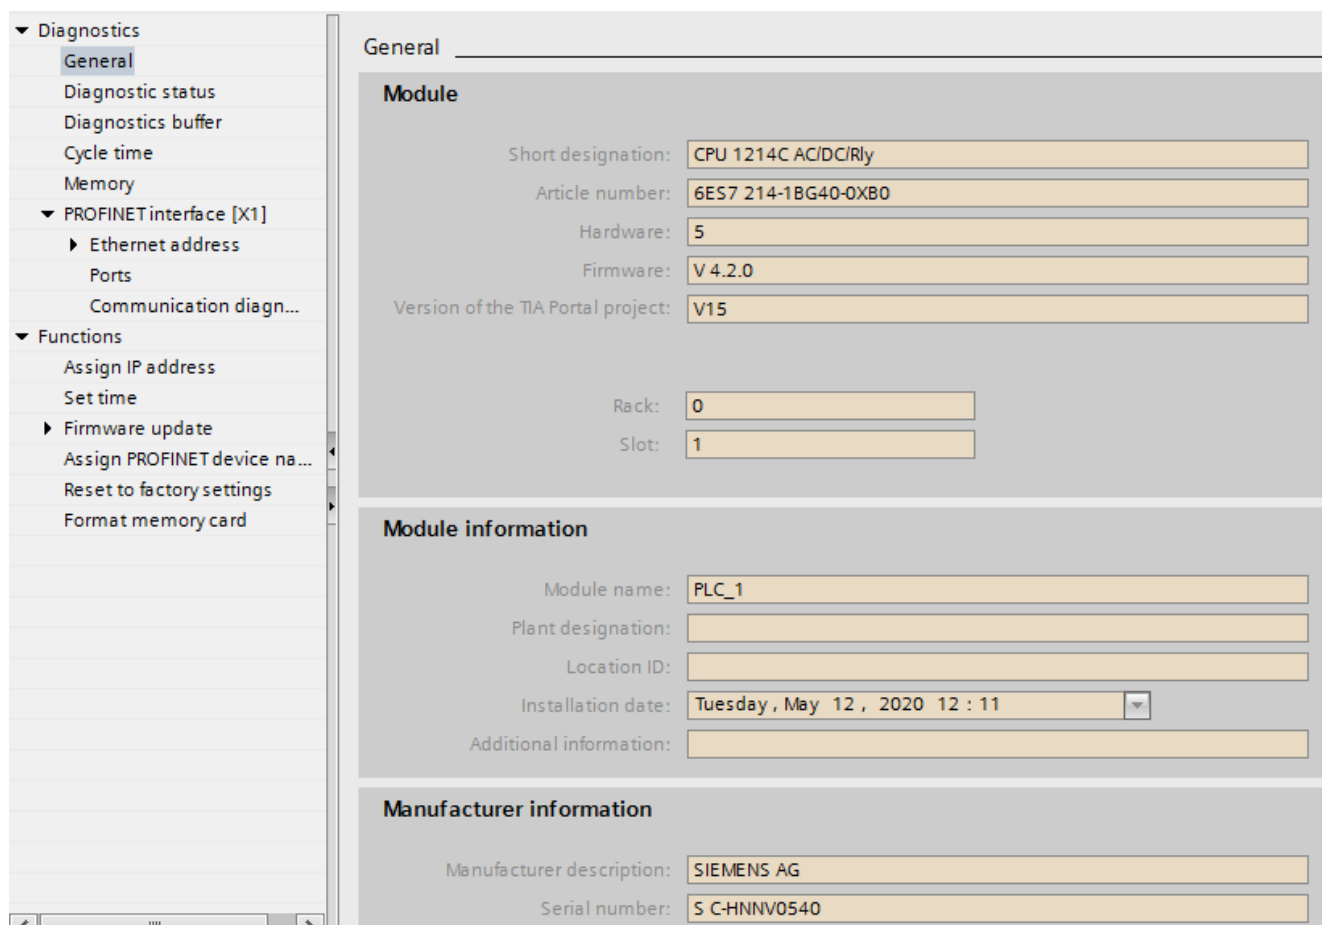 Diagnostics
General
Diagnostic status
Diagnostics buffer
Cycle time
Memory
PROFINET interface [X1]
Ethernet address
Ports
Communication diagn...
Functions
Assign IP address
Set time
Firmware update
Assign PROFINET device na...
Reset to factory settings
Format memory card
General
Module
Short designation: CPU 1214C AC/DC/Rly
Article number: 6ES7 214-1BG40-0XB0
Hardware: 5
Firmware: V 4.2.0
Version of the TIA Portal project: V15
Rack: 0
Slot: 1
Module information
Module name: PLC_1
Plant designation:
Location ID:
Installation date: Tuesday, May 12, 2020 12:11
Additional information:
Manufacturer information
Manufacturer description: SIEMENS AG
Serial number: S C-HNNV0540